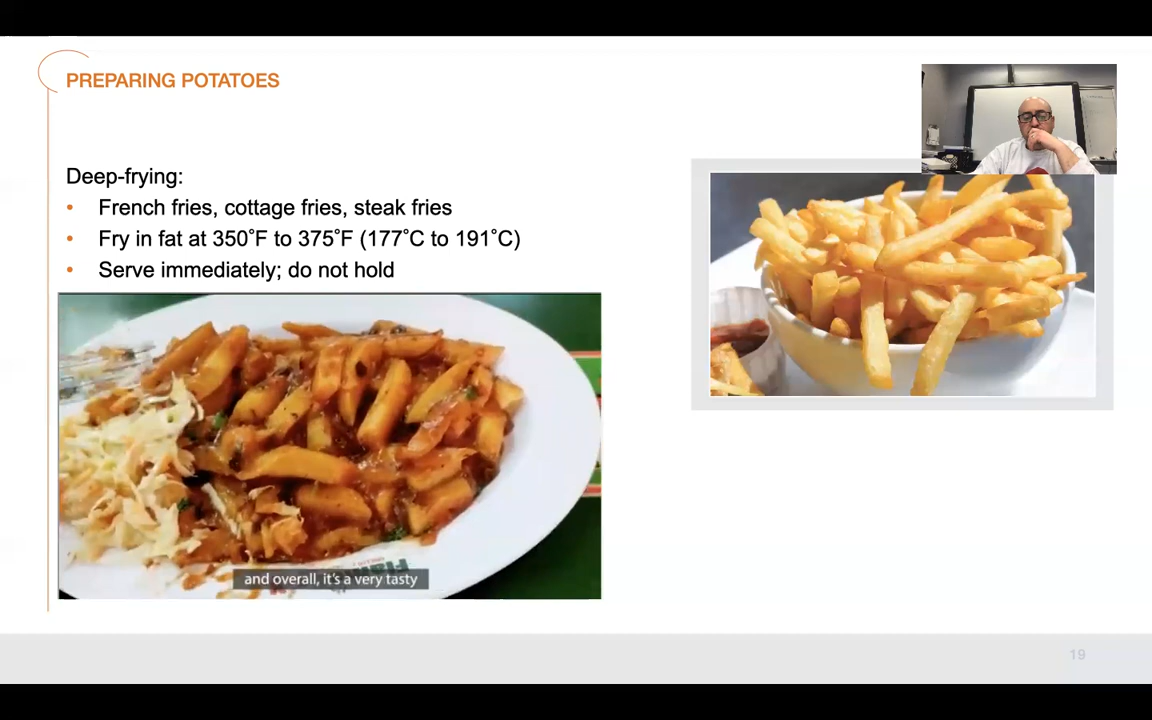 PREPARING POTATOES
Deep-frying:
• French fries, cottage fries, steak fries
• Fry in fat at 350˚F to 375˚F (177˚C to 191˚C)
• Serve immediately; do not hold
and overall, it's a very tasty
19